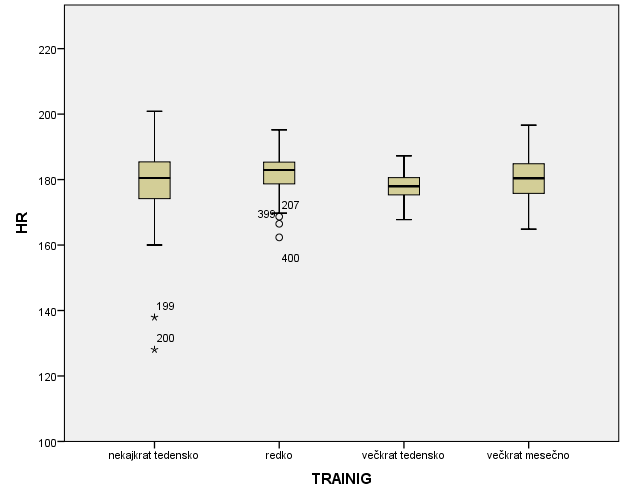 220
200
180
160
140
120
100
HR
199
200
207
399
400
nekajkrat tedensko
redko
večkrat tedensko
večkrat mesečno
TRAINIG